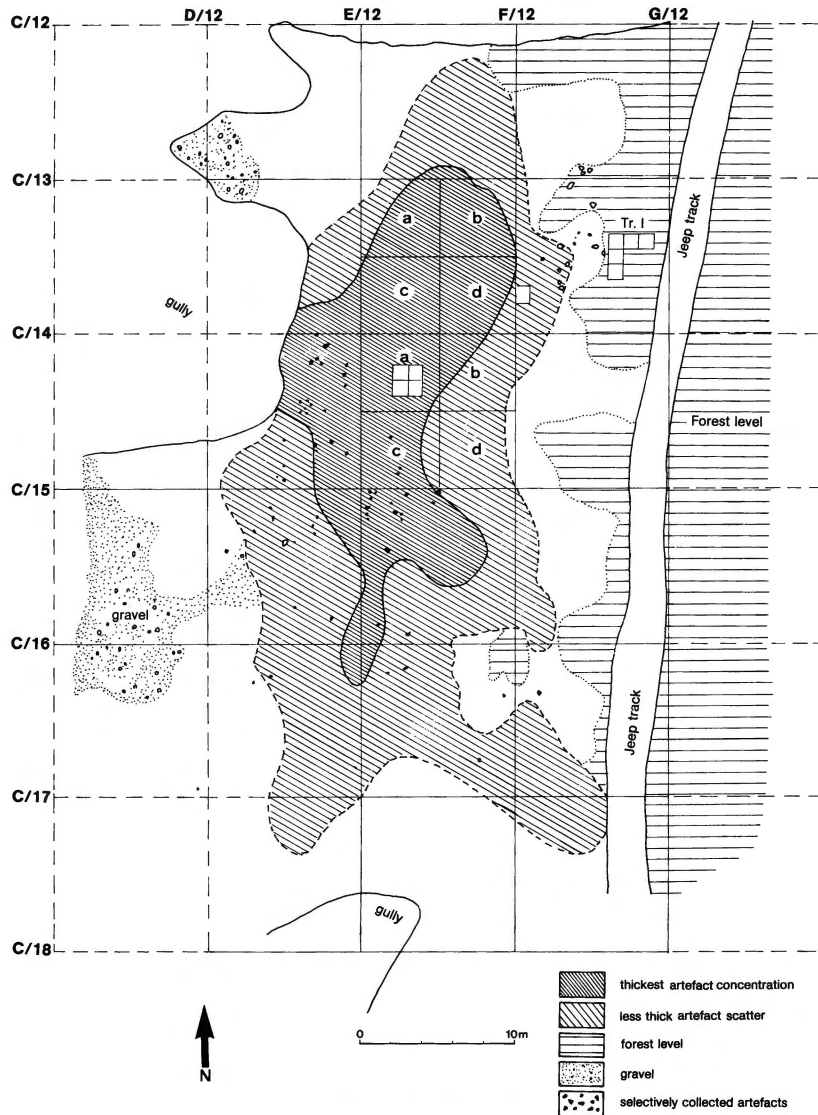 D/12 E/12 F/12 G/12
C/12
C/13
a b
Tr. I
Jeep track
c d
gully
C/14
a b
Forest level
c d
C/15
gravel
C/16
Jeep track
C/17
gully
C/18
thickest artefact concentration
less thick artefact scatter
0 10m
forest level
gravel
N
selectively collected artefacts